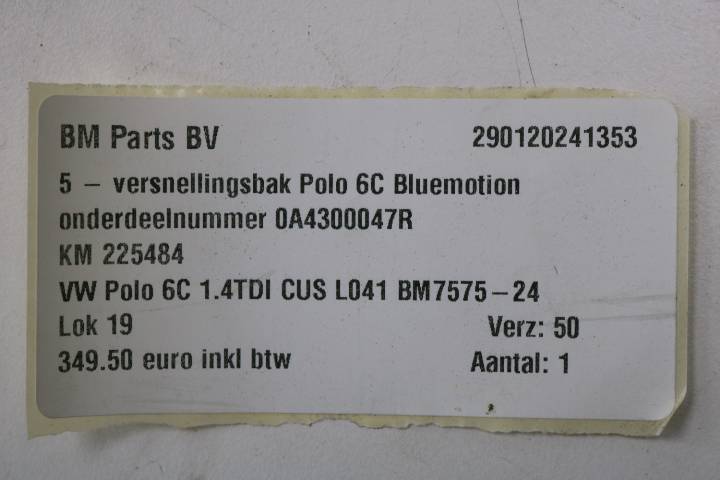 BM Parts BV 290120241353
5 – versnellingsbak Polo 6C Bluemotion
onderdeelnummer 0A4300047R
KM 225484
VW Polo 6C 1.4TDI CUS L041 BM7575–24
Lok 19 Verz: 50
349.50 euro inkl btw Aantal: 1